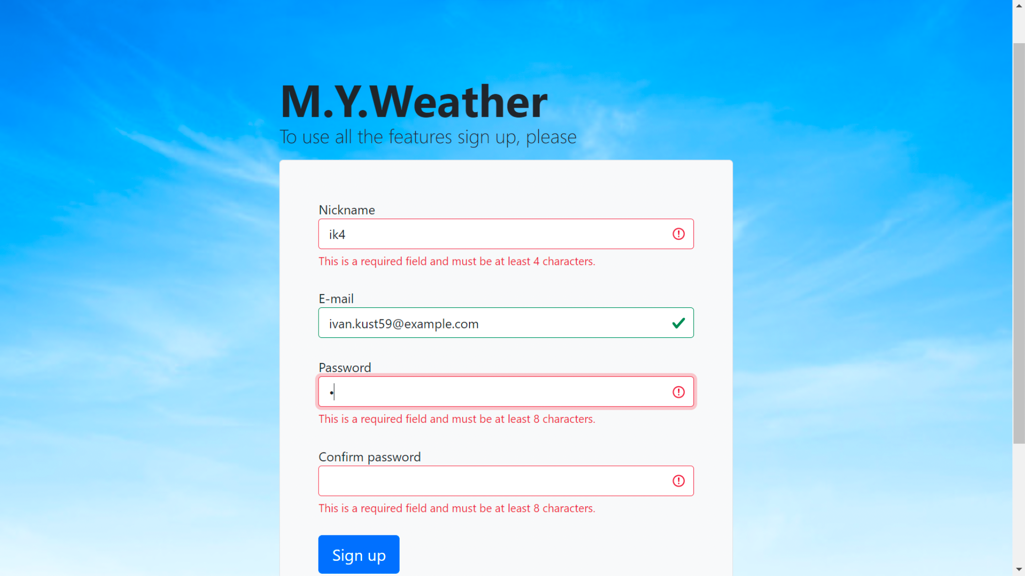 M.Y.Weather
To use all the features sign up, please
Nickname
ik4
This is a required field and must be at least 4 characters.
E-mail
ivan.kust59@example.com
Password
•
This is a required field and must be at least 8 characters.
Confirm password
This is a required field and must be at least 8 characters.
Sign up